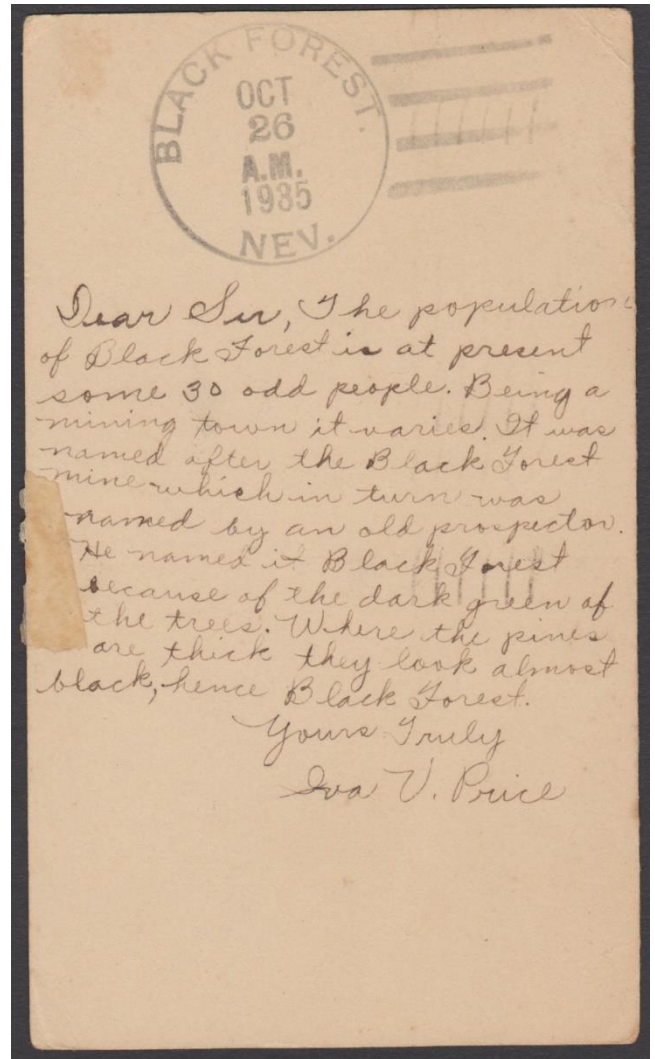 BLACK FOREST.
OCT
26
A.M.
1935
NEV.
Dear Sir, The population
of Black Forest is at present
some 30 odd people. Being a
mining town it varies. It was
named after the Black Forest
mine which in turn was
named by an old prospector.
He named it Black Forest
because of the dark green of
the trees. Where the pines
are thick they look almost
black, hence Black Forest.
Yours Truly
Iva V. Price